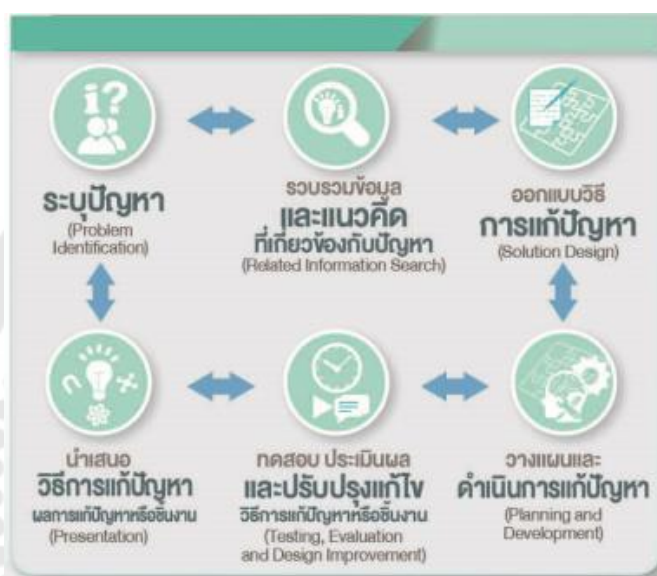 i?
ระบุปัญหา
(Problem
Identification)
รวบรวมข้อมูล
และแนวคิด
ที่เกี่ยวข้องกับปัญหา
(Related Information Search)
ออกแบบวิธี
การแก้ปัญหา
(Solution Design)
นำเสนอ
วิธีการแก้ปัญหา
ผลการแก้ปัญหาหรือชิ้นงาน
(Presentation)
ทดสอบ ประเมินผล
และปรับปรุงแก้ไข
วิธีการแก้ปัญหาหรือชิ้นงาน
(Testing, Evaluation
and Design Improvement)
วางแผนและ
ดำเนินการแก้ปัญหา
(Planning and
Development)